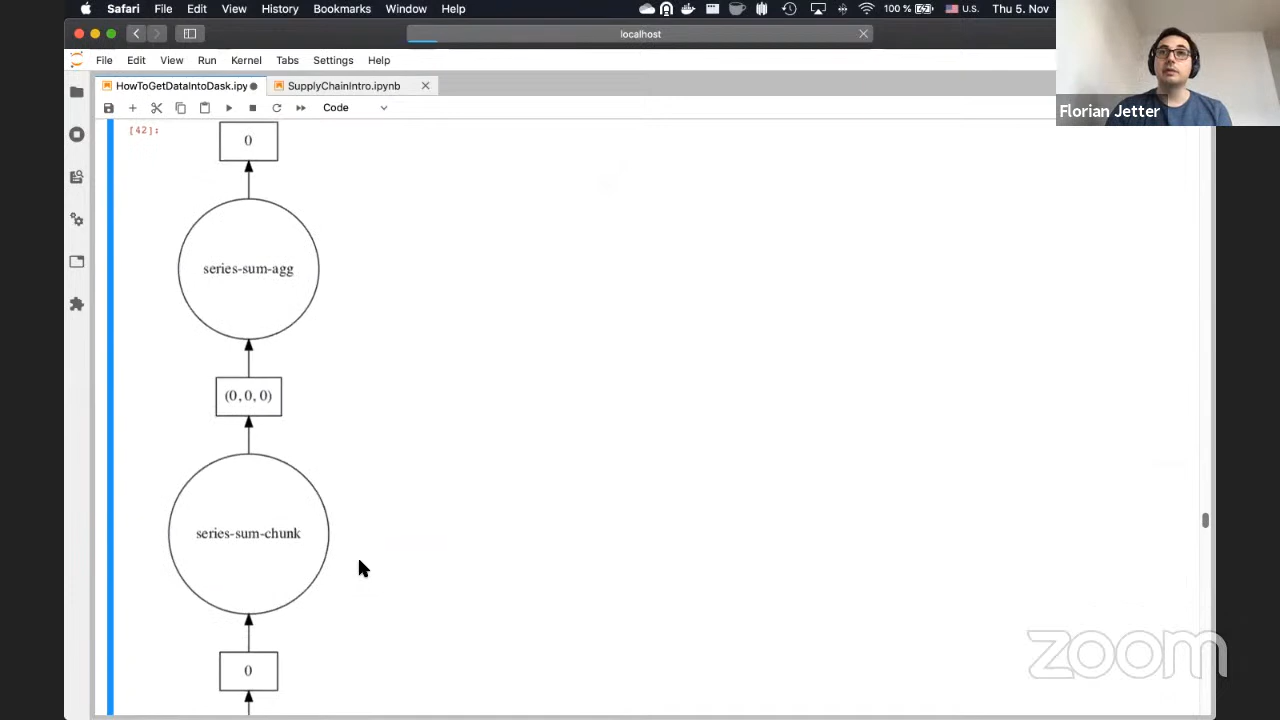 Safari File Edit View History Bookmarks Window Help 100 % U.S. Thu 5. Nov
localhost
File Edit View Run Kernel Tabs Settings Help
HowToGetDataIntoDask.ipy SupplyChainIntro.ipynb
Code
Florian Jetter
[42]:
0
series-sum-agg
(0, 0, 0)
series-sum-chunk
0
zoom